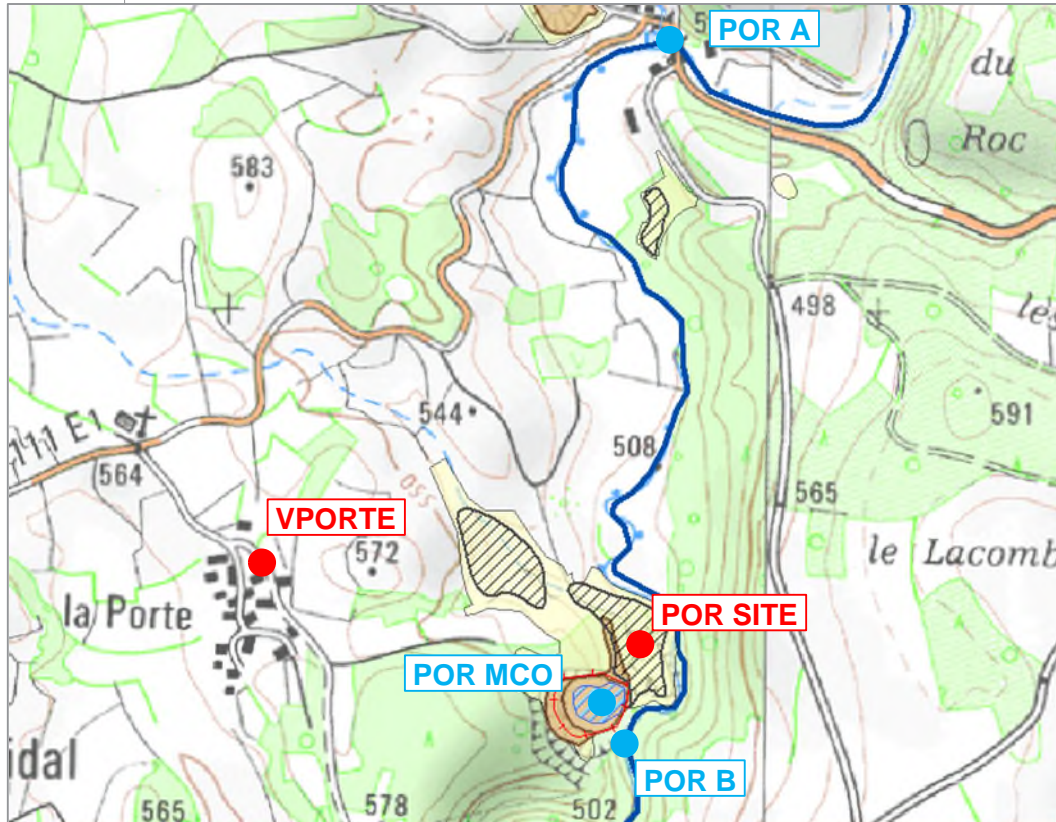 POR A
du
Roc
583
498
les
544
591
111 E1
508
564
550
565
VPORTE
572
le Lacomb
la Porte
POR SITE
POR MCO
idal
POR B
565
578
502